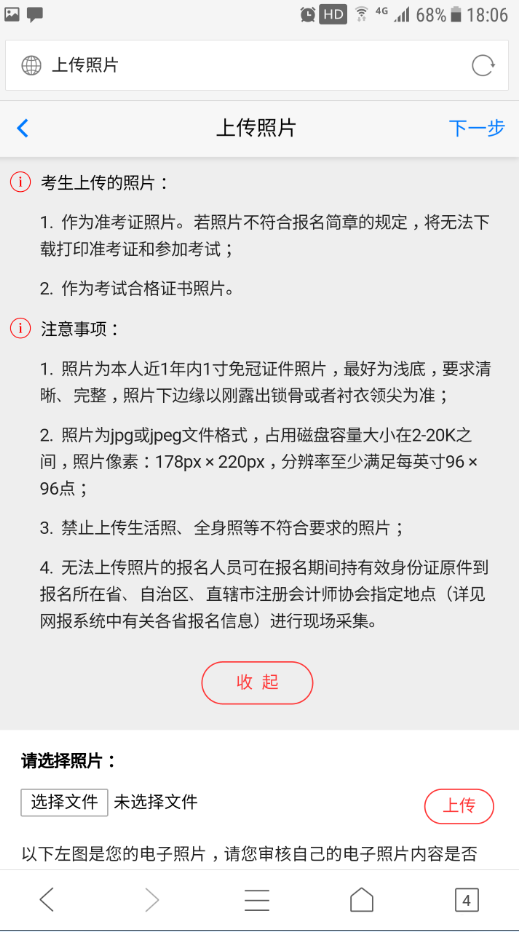 HD 4G 68% 18:06
上传照片
上传照片 下一步
考生上传的照片：
1. 作为准考证照片。若照片不符合报名简章的规定，将无法下
载打印准考证和参加考试；
2. 作为考试合格证书照片。
注意事项：
1. 照片为本人近1年内1寸免冠证件照片，最好为浅底，要求清
晰、完整，照片下边缘以刚露出锁骨或者衬衣领尖为准；
2. 照片为jpg或jpeg文件格式，占用磁盘容量大小在2-20K之
间，照片像素：178px × 220px，分辨率至少满足每英寸96 ×
96点；
3. 禁止上传生活照、全身照等不符合要求的照片；
4. 无法上传照片的报名人员可在报名期间持有效身份证原件到
报名所在省、自治区、直辖市注册会计师协会指定地点（详见
网报系统中有关各省报名信息）进行现场采集。
收起
请选择照片：
选择文件 未选择文件 上传
以下左图是您的电子照片，请您审核自己的电子照片内容是否
4